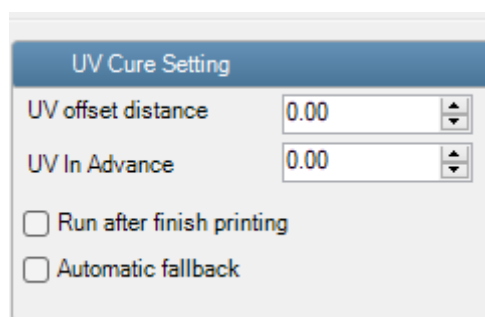 UV Cure Setting
UV offset distance 0.00
UV In Advance 0.00
Run after finish printing
Automatic fallback